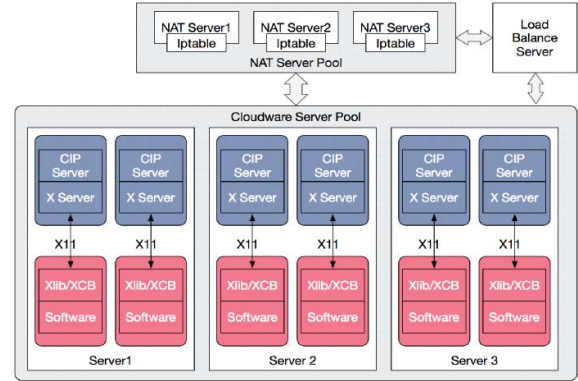 NAT Server1
Iptable
NAT Server2
Iptable
NAT Server3
Iptable
NAT Server Pool
Load
Balance
Server
Cloudware Server Pool
CIP
Server
X Server
X11
Xlib/XCB
Software
CIP
Server
X Server
X11
Xlib/XCB
Software
Server1
CIP
Server
X Server
X11
Xlib/XCB
Software
CIP
Server
X Server
X11
Xlib/XCB
Software
Server 2
CIP
Server
X Server
X11
Xlib/XCB
Software
CIP
Server
X Server
X11
Xlib/XCB
Software
Server 3